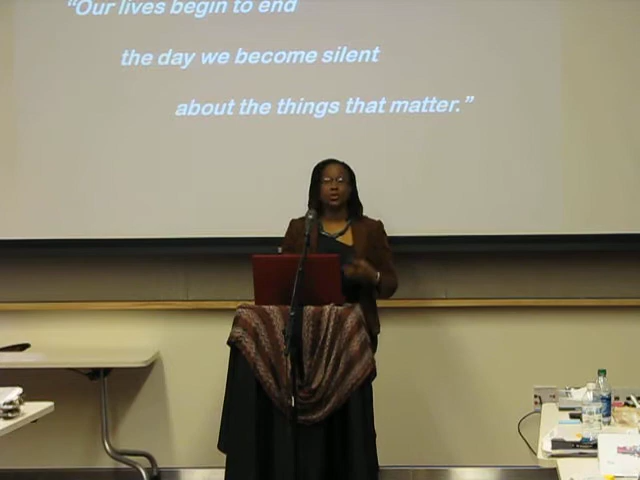 “Our lives begin to end
the day we become silent
about the things that matter.”